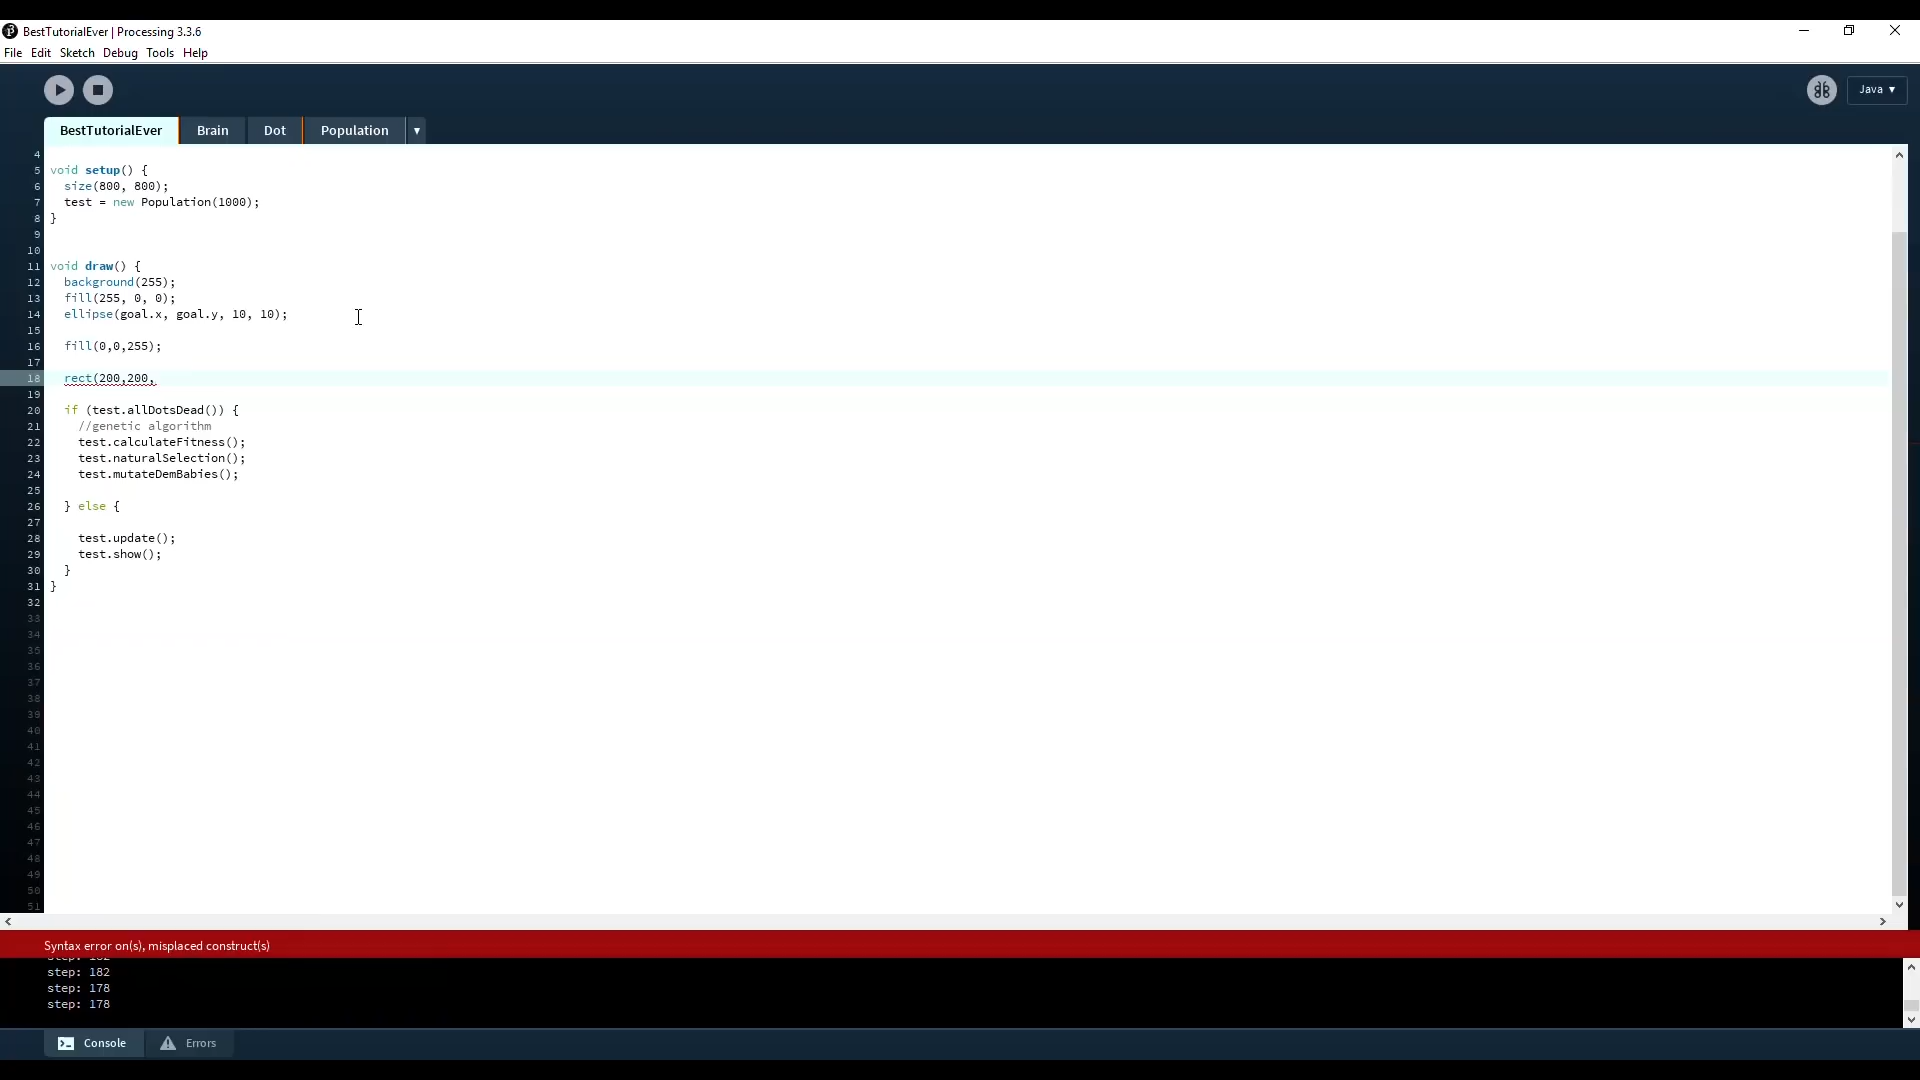 BestTutorialEver | Processing 3.3.6
File Edit Sketch Debug Tools Help
Java ▼
BestTutorialEver Brain Dot Population ▼
4
5 void setup() {
6 size(800, 800);
7 test = new Population(1000);
8 }
9
10
11 void draw() {
12 background(255);
13 fill(255, 0, 0);
14 ellipse(goal.x, goal.y, 10, 10);
15
16 fill(0,0,255);
17
18 rect(200,200,
19
20 if (test.allDotsDead()) {
21 //genetic algorithm
22 test.calculateFitness();
23 test.naturalSelection();
24 test.mutateDemBabies();
25
26 } else {
27
28 test.update();
29 test.show();
30 }
31 }
32
33
34
35
36
37
38
39
40
41
42
43
44
45
46
47
48
49
50
51
Syntax error on(s), misplaced construct(s)
step: 182
step: 182
step: 178
step: 178
Console Errors